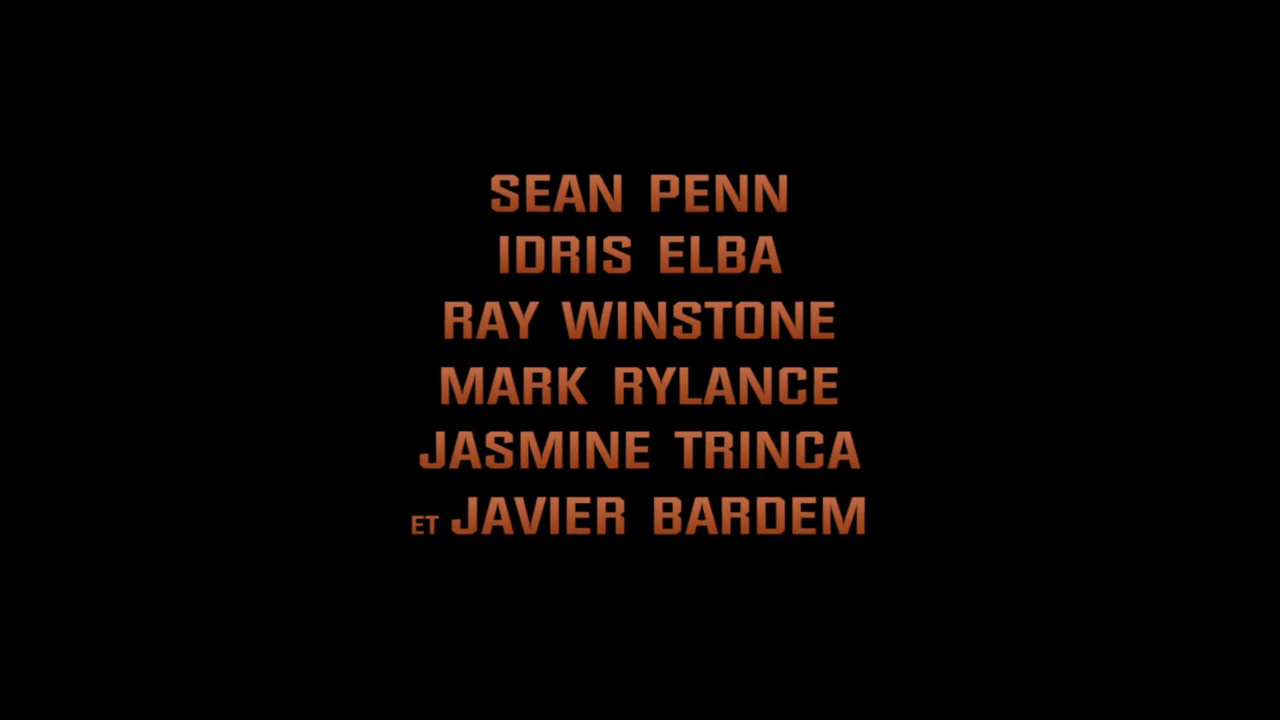 SEAN PENN
IDRIS ELBA
RAY WINSTONE
MARK RYLANCE
JASMINE TRINCA
ET JAVIER BARDEM